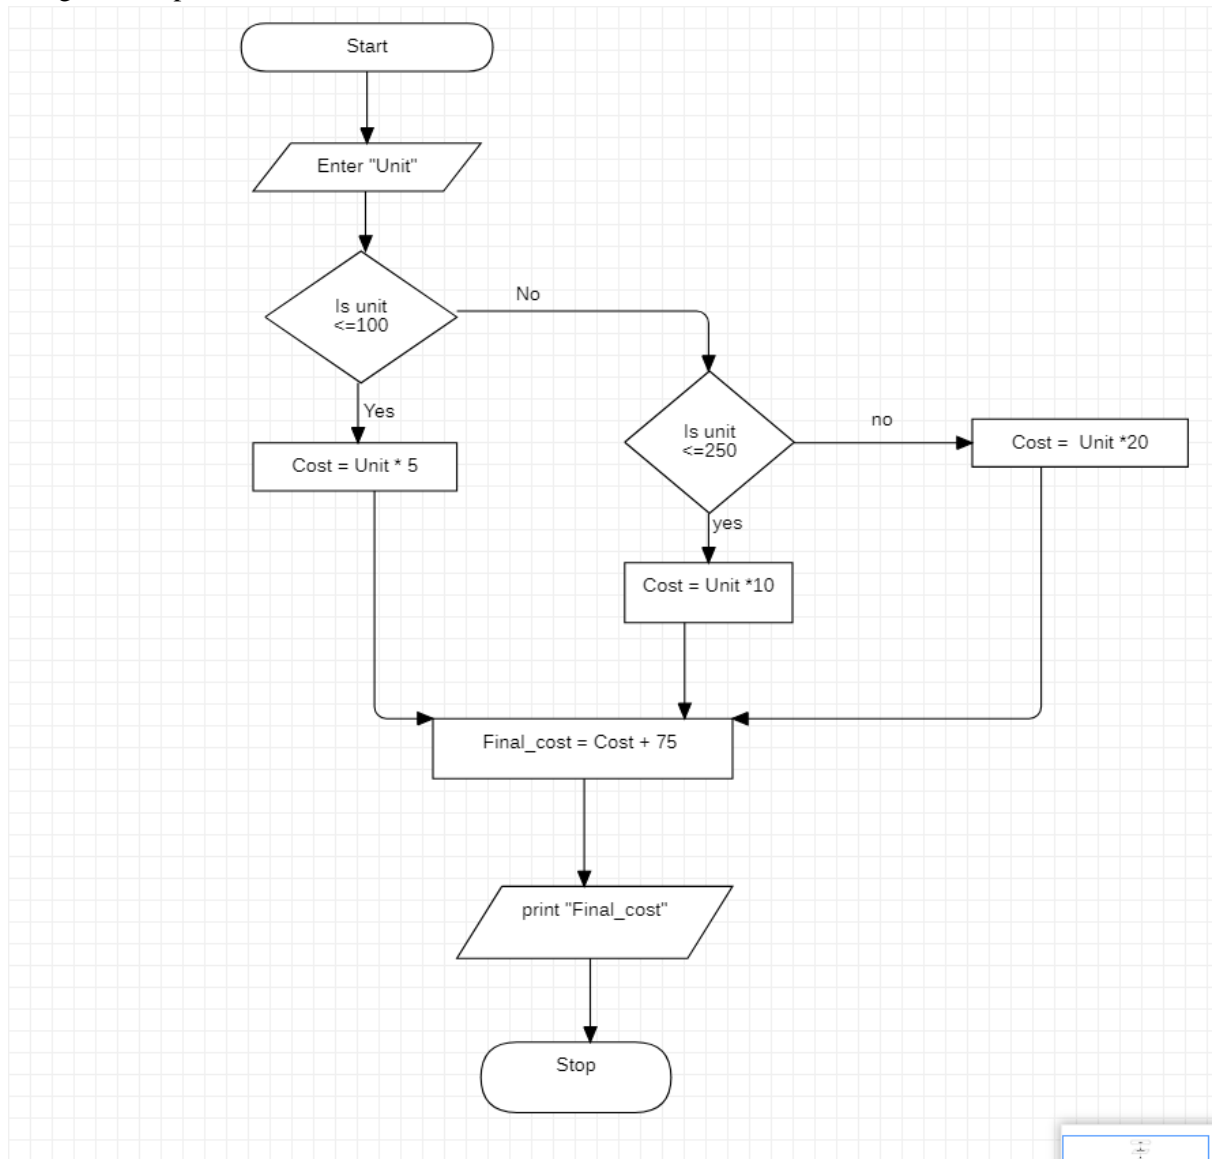 Start
Enter "Unit"
Is unit
<=100
No
Yes
Cost = Unit * 5
Is unit
<=250
no
Cost =  Unit *20
yes
Cost = Unit *10
Final_cost = Cost + 75
print "Final_cost"
Stop